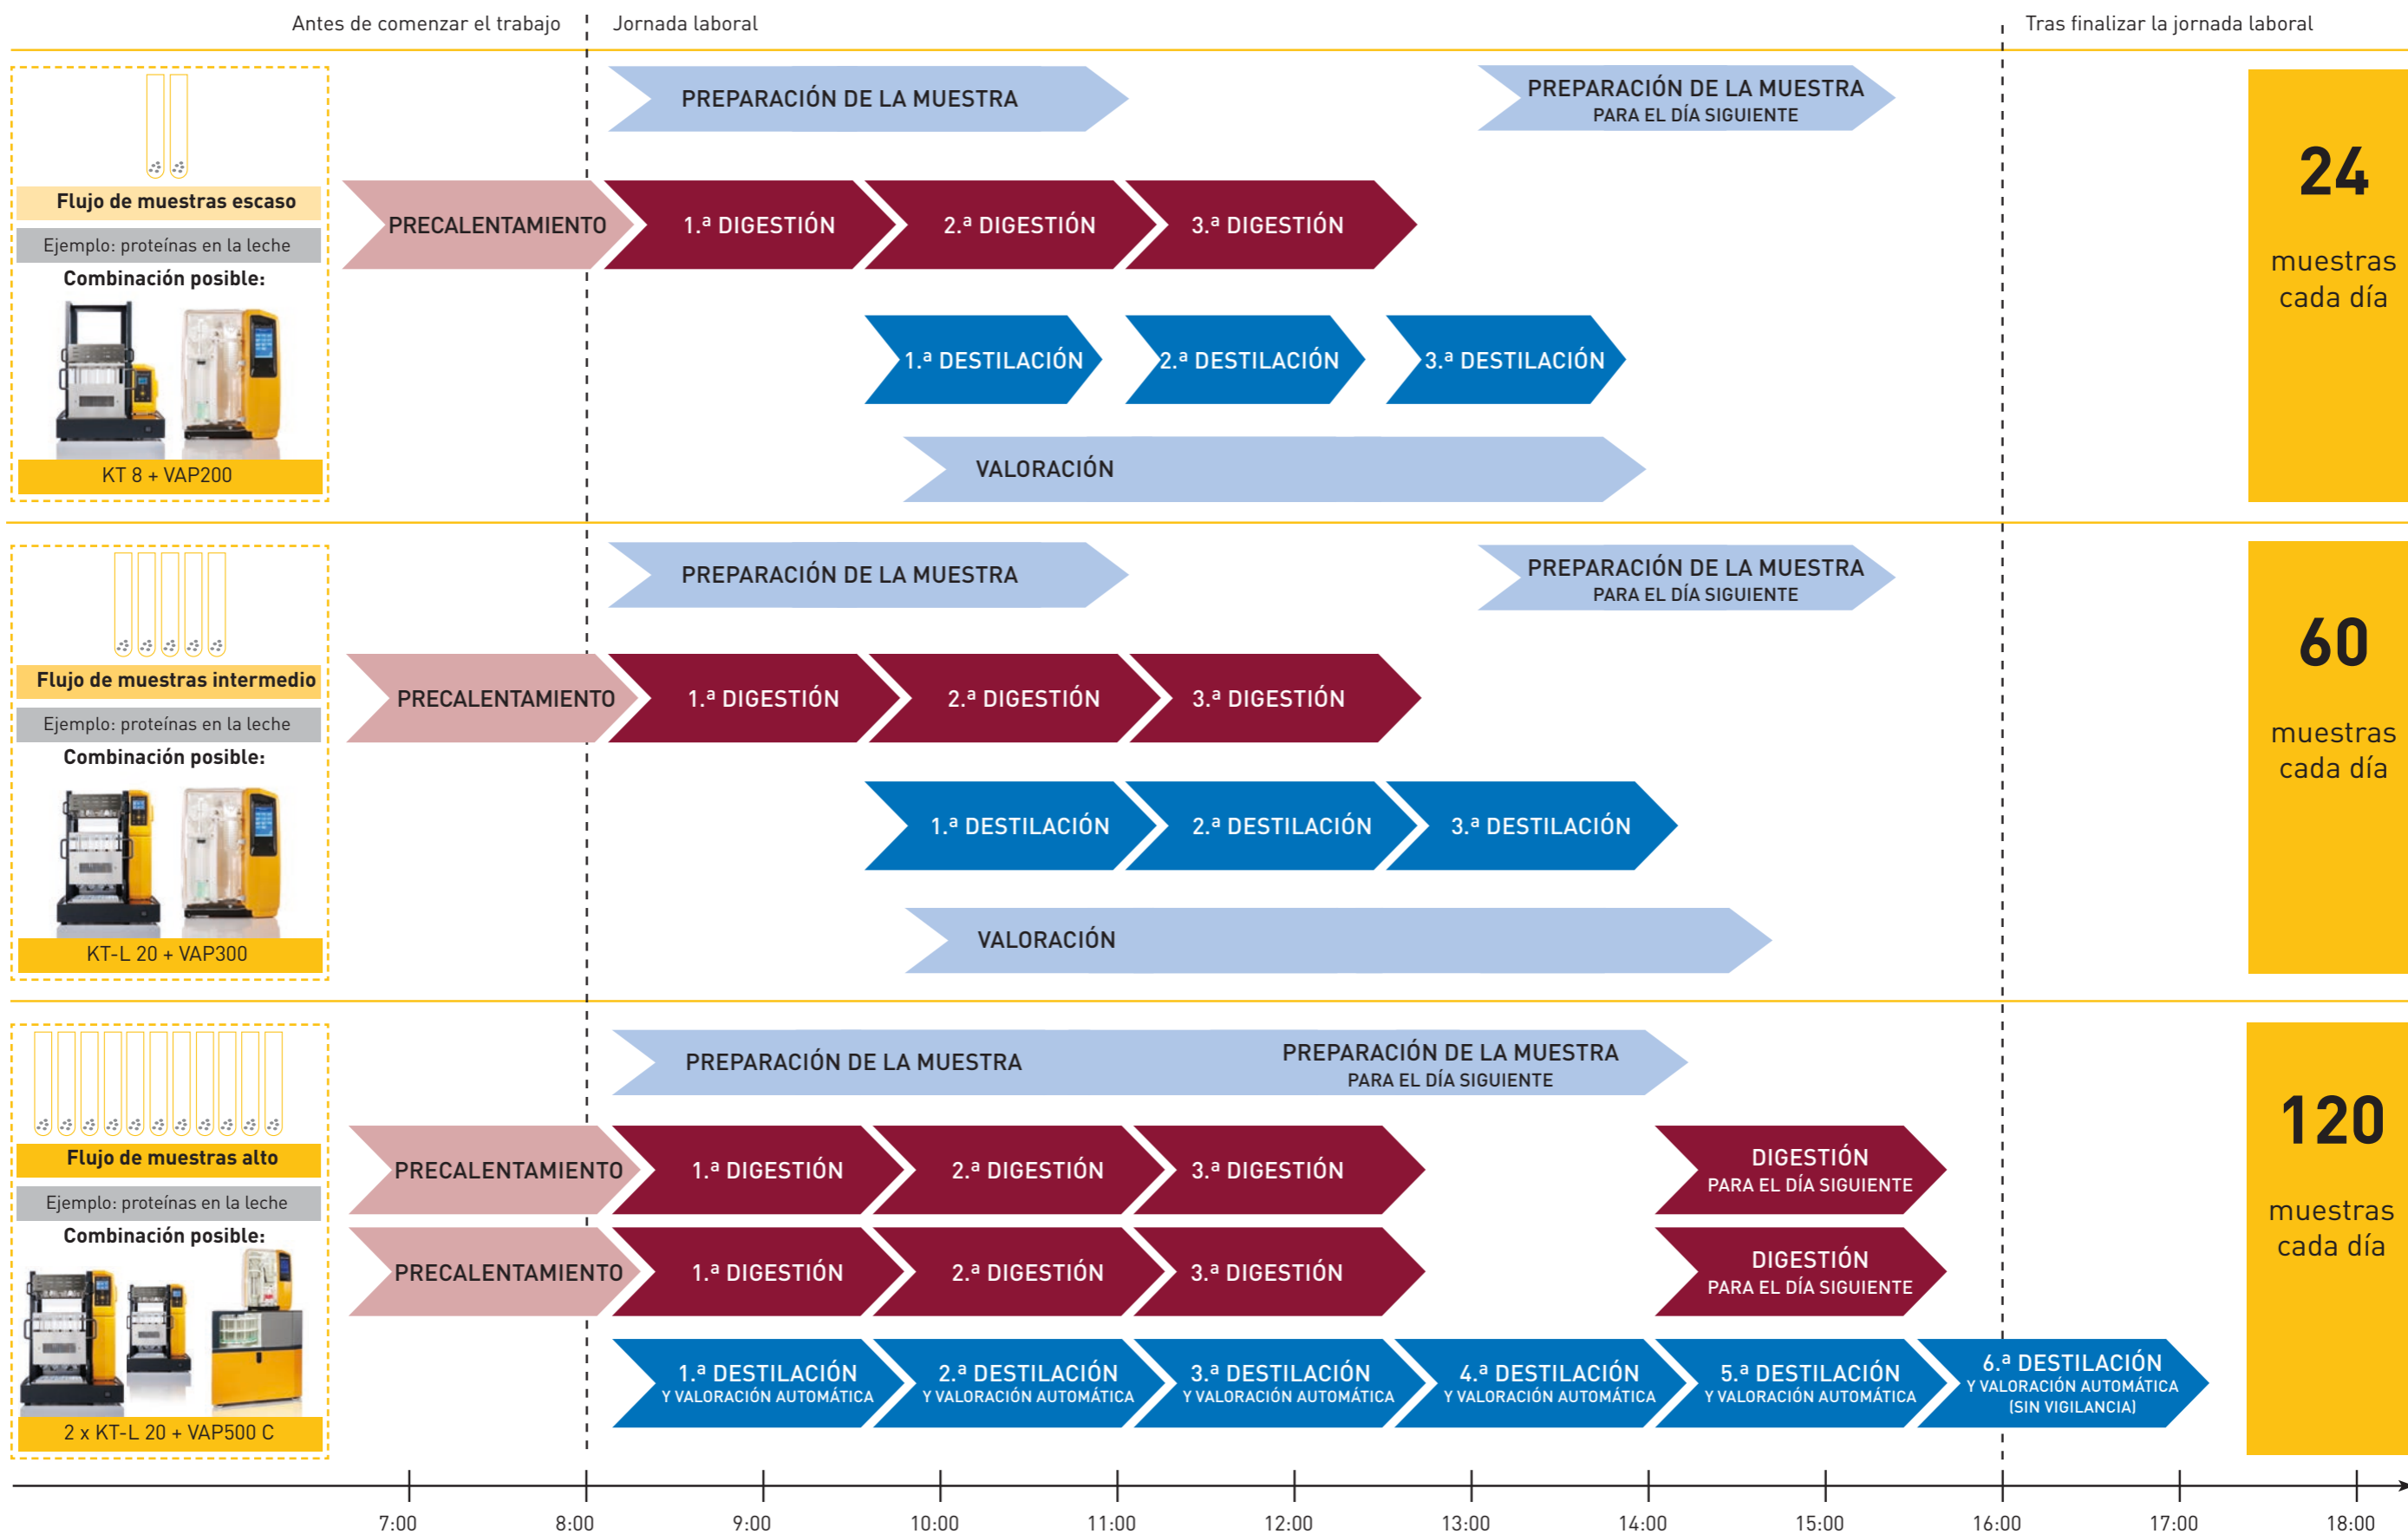 Antes de comenzar el trabajo
Jornada laboral
Tras finalizar la jornada laboral
Flujo de muestras escaso
Ejemplo: proteínas en la leche
Combinación posible:
KT 8 + VAP200
PREPARACIÓN DE LA MUESTRA
PREPARACIÓN DE LA MUESTRA
PARA EL DÍA SIGUIENTE
PRECALENTAMIENTO
1.ª DIGESTIÓN
2.ª DIGESTIÓN
3.ª DIGESTIÓN
1.ª DESTILACIÓN
2.ª DESTILACIÓN
3.ª DESTILACIÓN
VALORACIÓN
24
muestras
cada día
Flujo de muestras intermedio
Ejemplo: proteínas en la leche
Combinación posible:
KT-L 20 + VAP300
PREPARACIÓN DE LA MUESTRA
PREPARACIÓN DE LA MUESTRA
PARA EL DÍA SIGUIENTE
PRECALENTAMIENTO
1.ª DIGESTIÓN
2.ª DIGESTIÓN
3.ª DIGESTIÓN
1.ª DESTILACIÓN
2.ª DESTILACIÓN
3.ª DESTILACIÓN
VALORACIÓN
60
muestras
cada día
Flujo de muestras alto
Ejemplo: proteínas en la leche
Combinación posible:
2 x KT-L 20 + VAP500 C
PREPARACIÓN DE LA MUESTRA
PREPARACIÓN DE LA MUESTRA
PARA EL DÍA SIGUIENTE
PRECALENTAMIENTO
1.ª DIGESTIÓN
2.ª DIGESTIÓN
3.ª DIGESTIÓN
DIGESTIÓN
PARA EL DÍA SIGUIENTE
PRECALENTAMIENTO
1.ª DIGESTIÓN
2.ª DIGESTIÓN
3.ª DIGESTIÓN
DIGESTIÓN
PARA EL DÍA SIGUIENTE
1.ª DESTILACIÓN
Y VALORACIÓN AUTOMÁTICA
2.ª DESTILACIÓN
Y VALORACIÓN AUTOMÁTICA
3.ª DESTILACIÓN
Y VALORACIÓN AUTOMÁTICA
4.ª DESTILACIÓN
Y VALORACIÓN AUTOMÁTICA
5.ª DESTILACIÓN
Y VALORACIÓN AUTOMÁTICA
6.ª DESTILACIÓN
Y VALORACIÓN AUTOMÁTICA
(SIN VIGILANCIA)
120
muestras
cada día
7:00
8:00
9:00
10:00
11:00
12:00
13:00
14:00
15:00
16:00
17:00
18:00